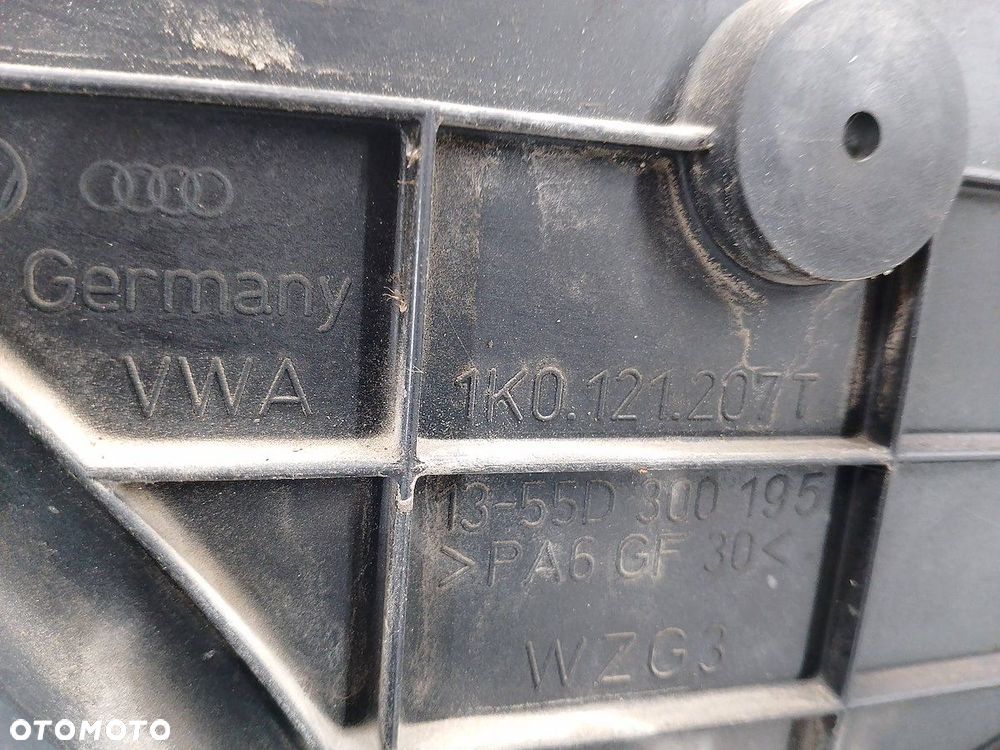 Germany
VWA
1K0.121.207T
13-55D 300 195
>PA6 GF 30<
WZG3
OTOMOTO